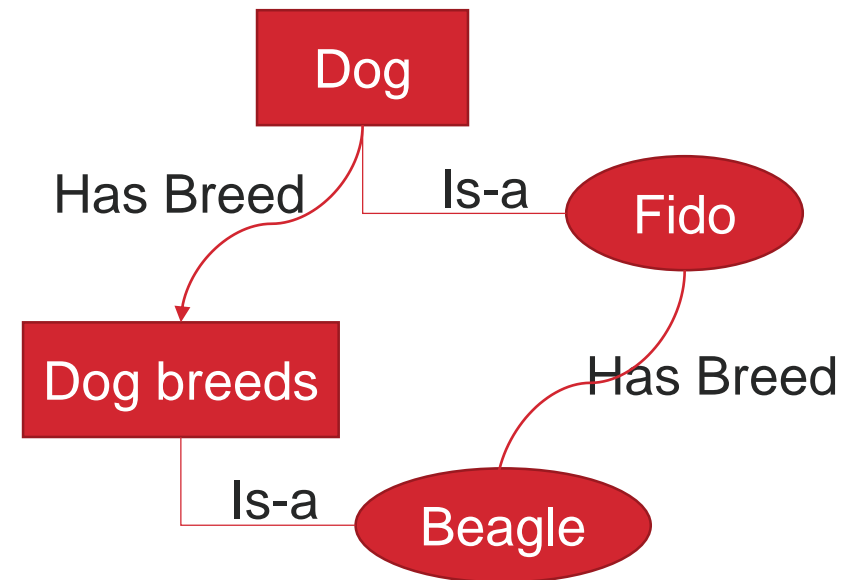 Dog
Has Breed
Is-a
Fido
Dog breeds
Has Breed
Is-a
Beagle